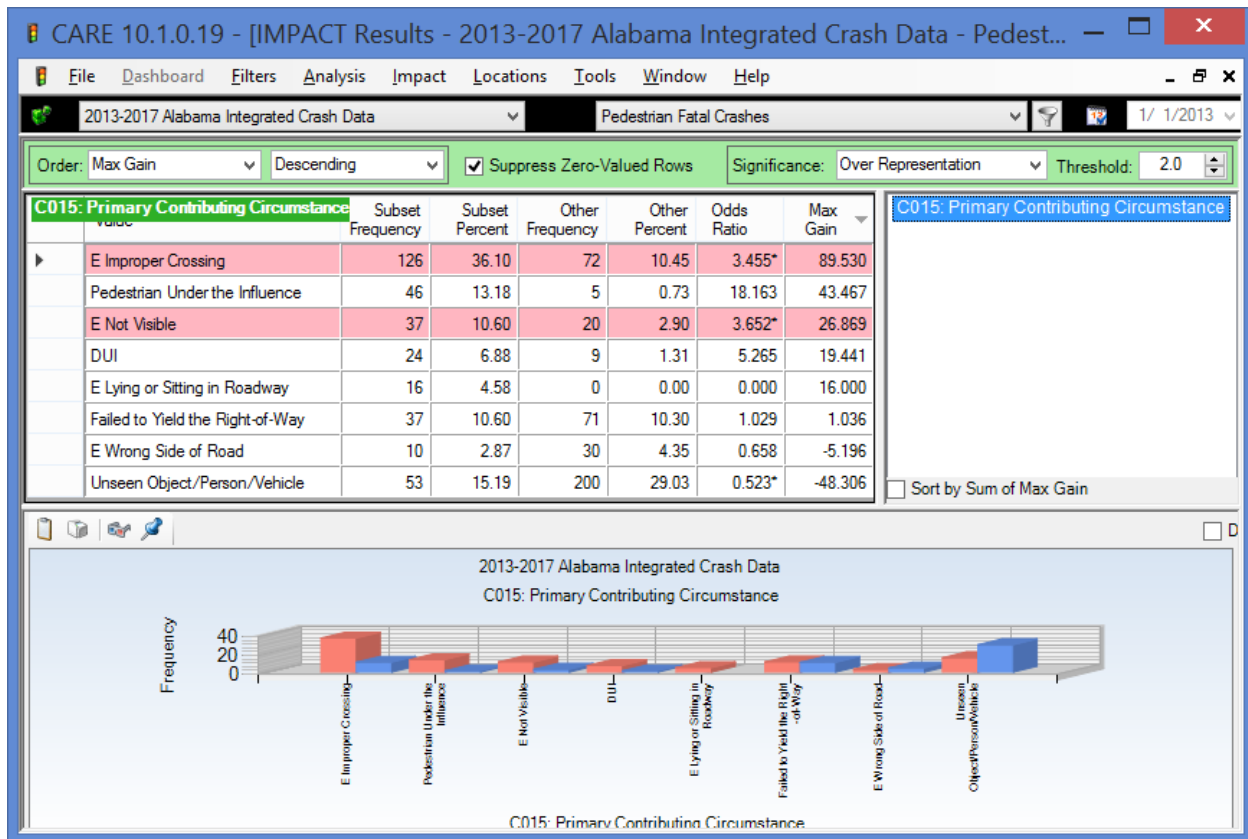 CARE 10.1.0.19 - [IMPACT Results - 2013-2017 Alabama Integrated Crash Data - Pedest...
File Dashboard Filters Analysis Impact Locations Tools Window Help
2013-2017 Alabama Integrated Crash Data Pedestrian Fatal Crashes 12 1/ 1/2013
Order: Max Gain Descending Suppress Zero-Valued Rows Significance: Over Representation Threshold: 2.0
C015: Primary Contributing Circumstance Subset Frequency Subset Percent Other Frequency Other Percent Odds Ratio Max Gain
E Improper Crossing 126 36.10 72 10.45 3.455* 89.530
Pedestrian Under the Influence 46 13.18 5 0.73 18.163 43.467
E Not Visible 37 10.60 20 2.90 3.652* 26.869
DUI 24 6.88 9 1.31 5.265 19.441
E Lying or Sitting in Roadway 16 4.58 0 0.00 0.000 16.000
Failed to Yield the Right-of-Way 37 10.60 71 10.30 1.029 1.036
E Wrong Side of Road 10 2.87 30 4.35 0.658 -5.196
Unseen Object/Person/Vehicle 53 15.19 200 29.03 0.523* -48.306
C015: Primary Contributing Circumstance
Sort by Sum of Max Gain
D
2013-2017 Alabama Integrated Crash Data
C015: Primary Contributing Circumstance
Frequency
40
20
0
E Improper Crossing
Pedestrian Under the
Influence
E Not Visible
DUI
E Lying or Sitting in
Roadway
Failed to Yield the Right
-of-Way
E Wrong Side of Road
Unseen
Object/Person/Vehicle
C015: Primary Contributing Circumstance